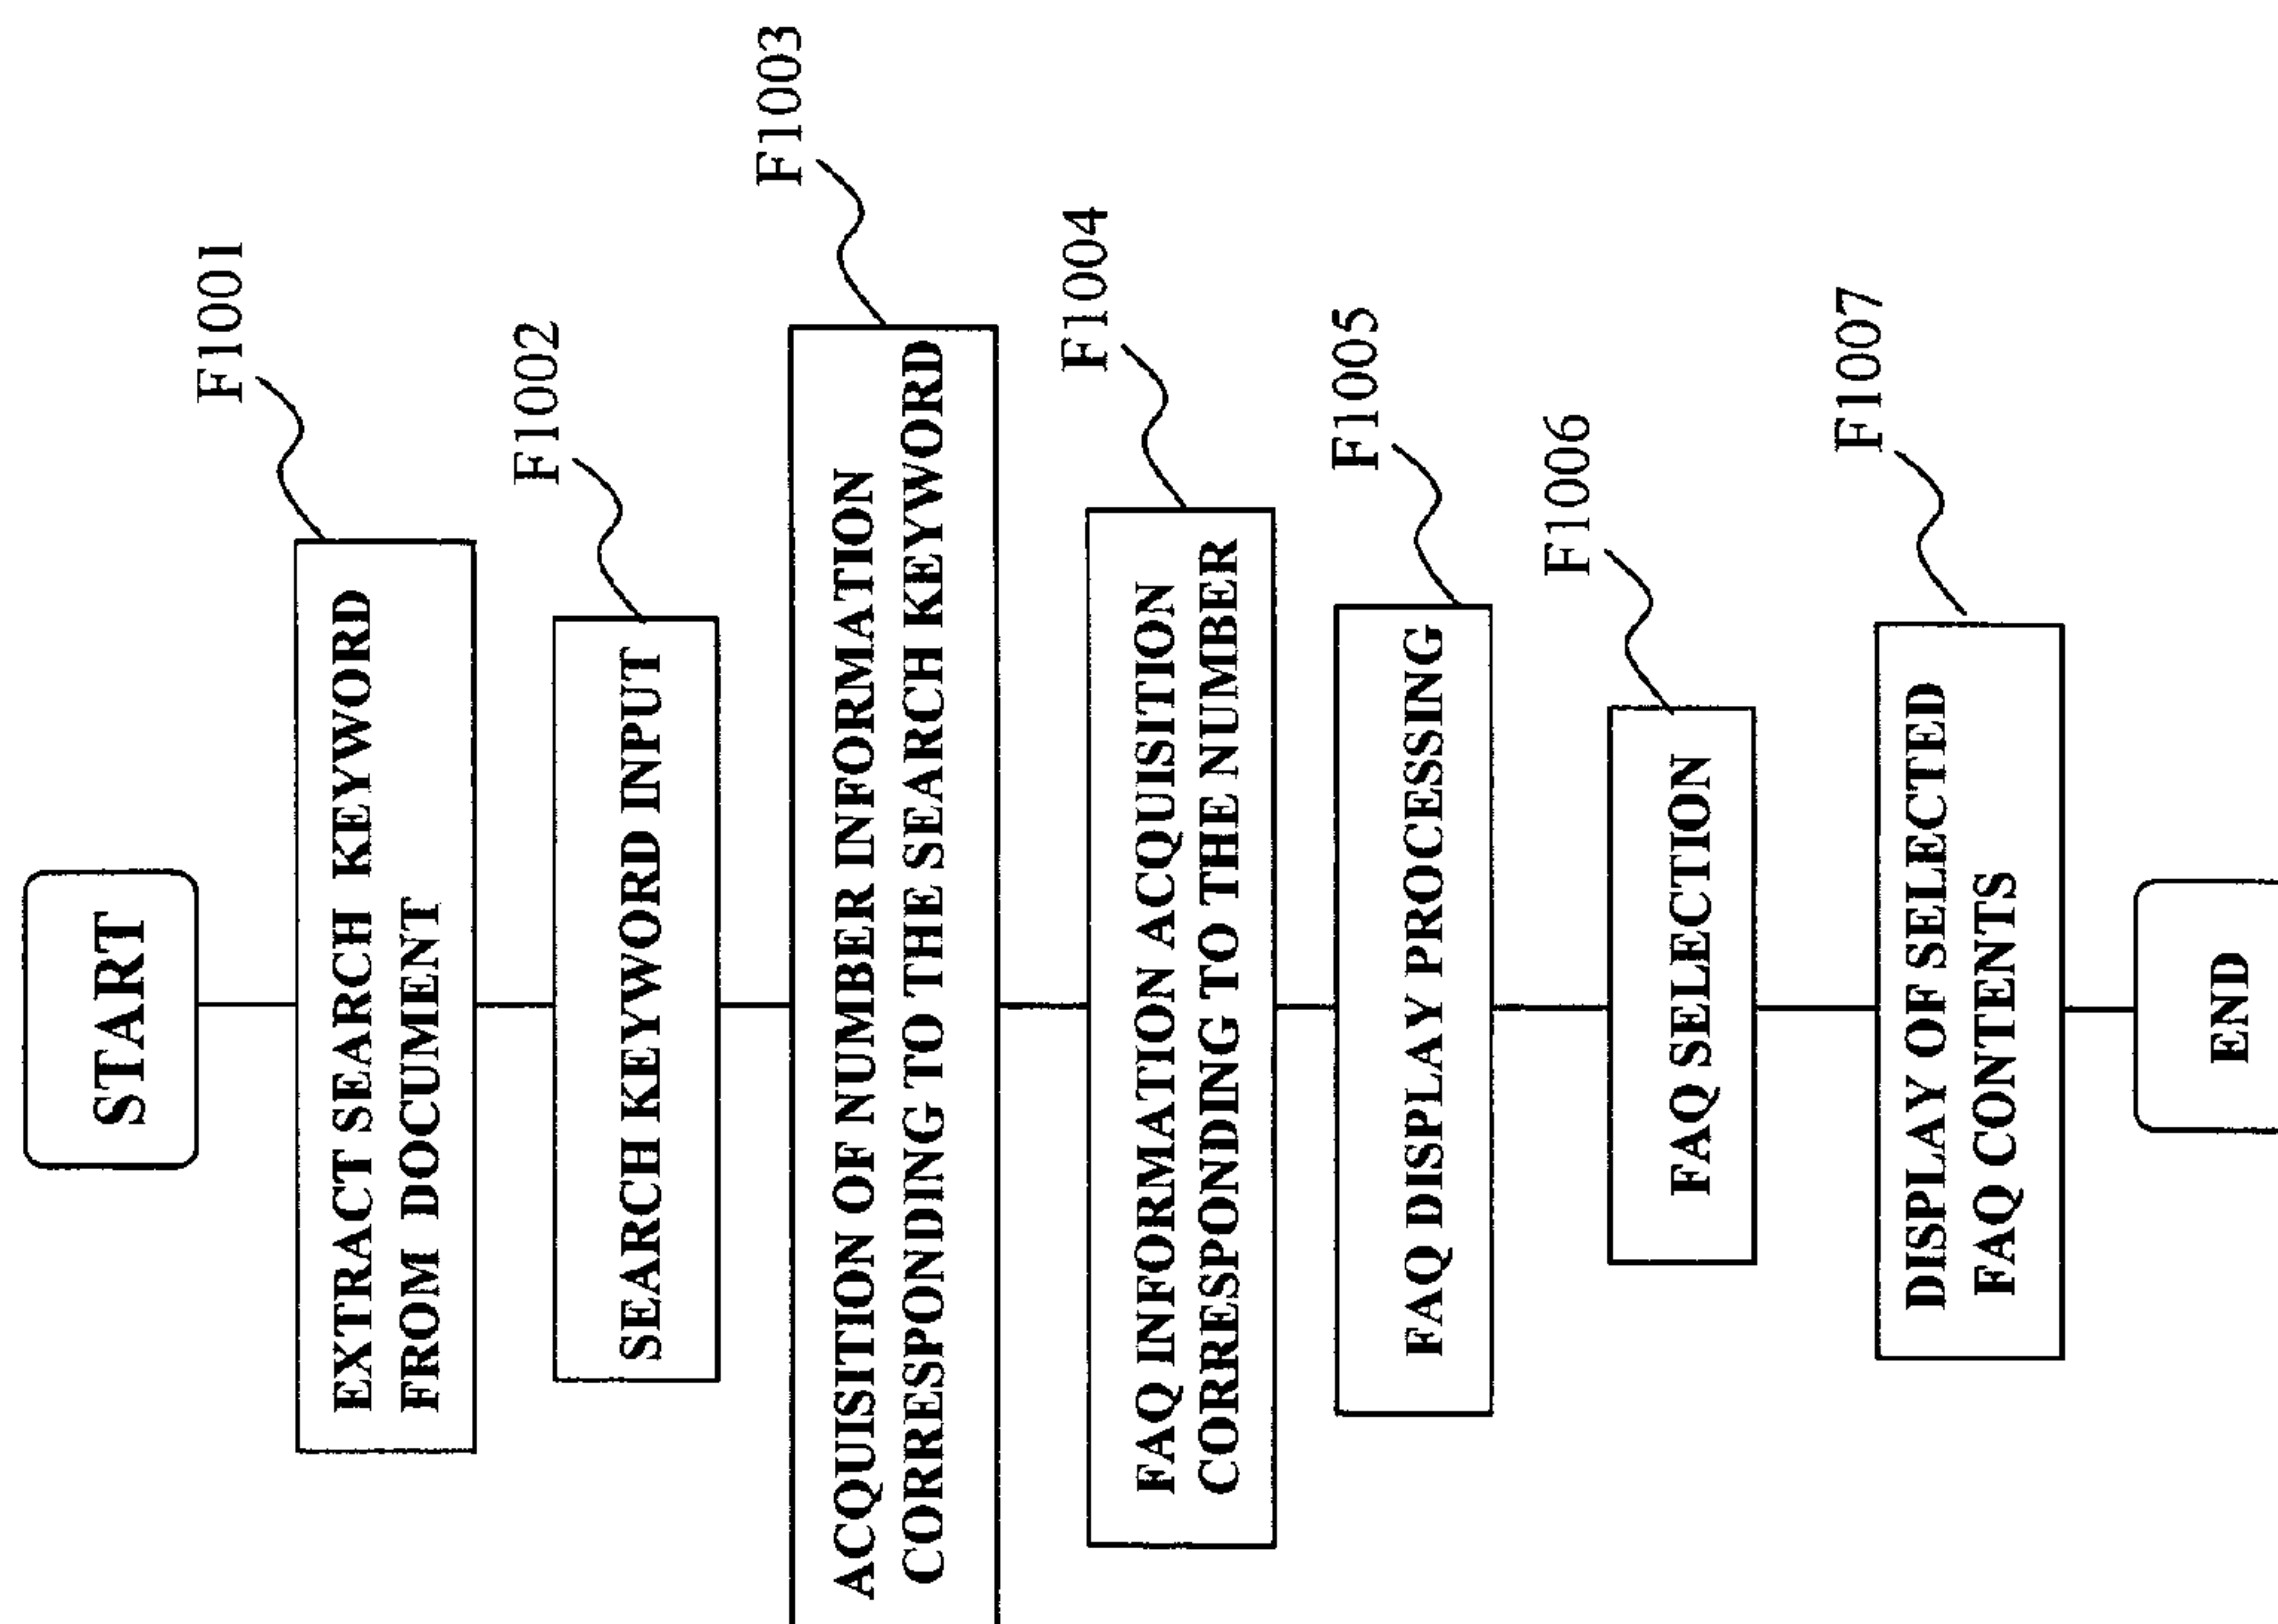 START
F1001
EXTRACT SEARCH KEYWORD
FROM DOCUMENT
F1002
SEARCH KEYWORD INPUT
F1003
ACQUISITION OF NUMBER INFORMATION
CORRESPONDING TO THE SEARCH KEYWORD
F1004
FAQ INFORMATION ACQUISITION
CORRESPONDING TO THE NUMBER
F1005
FAQ DISPLAY PROCESSING
F1006
FAQ SELECTION
F1007
DISPLAY OF SELECTED
FAQ CONTENTS
END